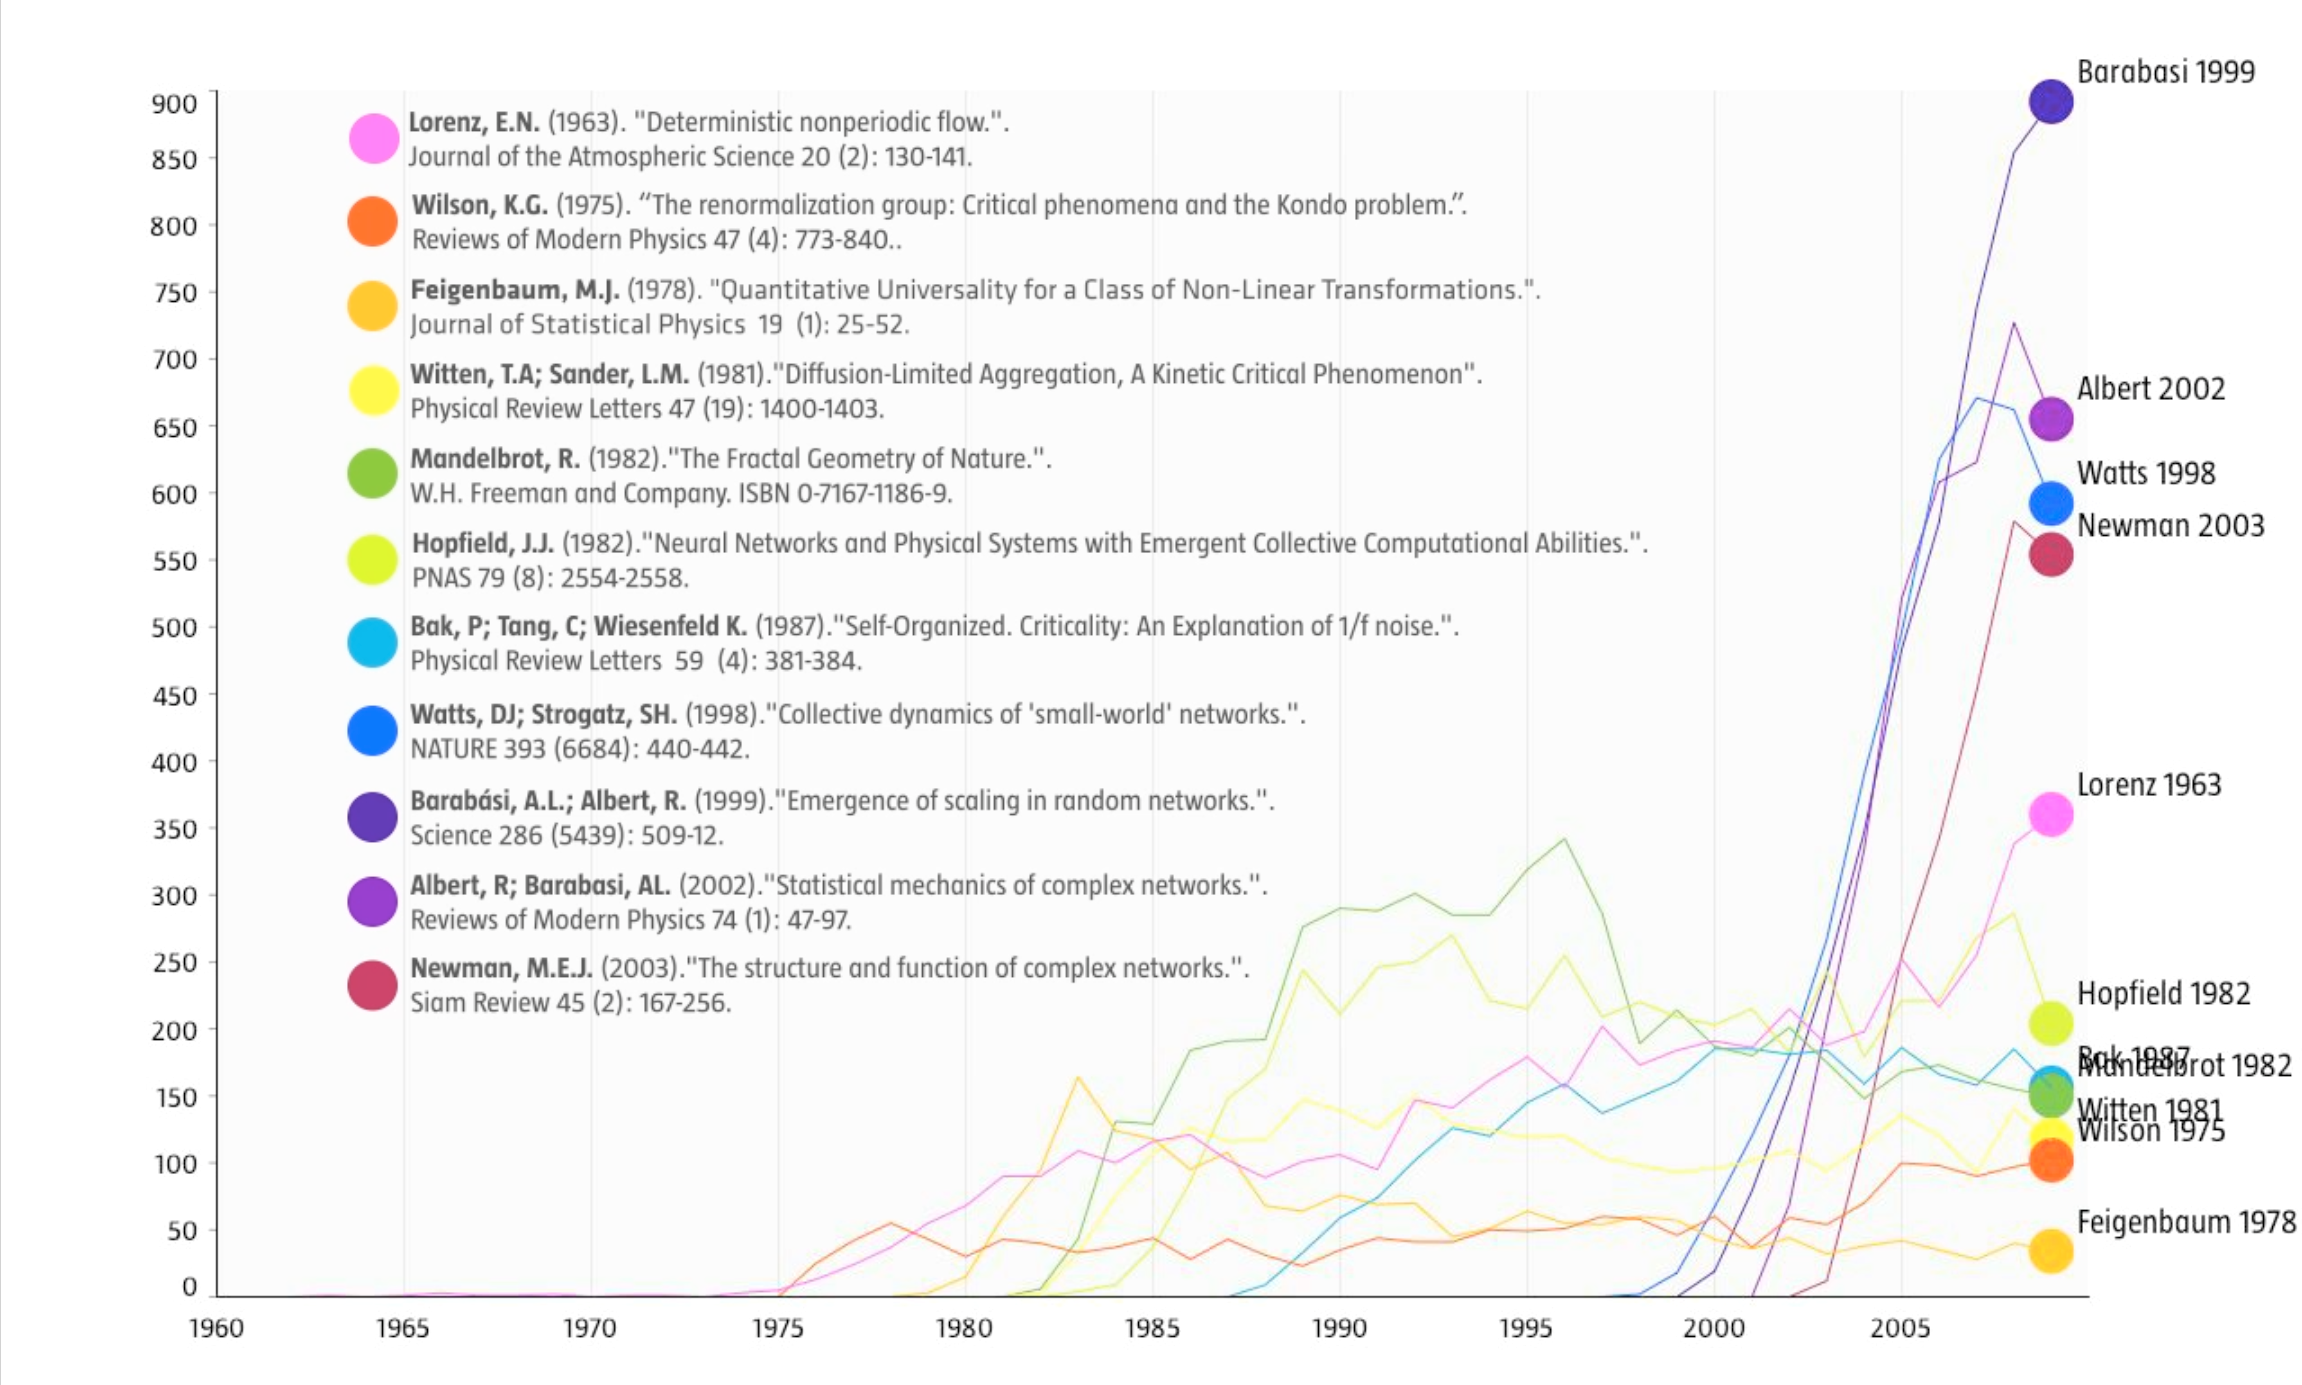 900
850
800
750
700
650
600
550
500
450
400
350
300
250
200
150
100
50
0
Lorenz, E.N. (1963). "Deterministic nonperiodic flow.".
Journal of the Atmospheric Science 20 (2): 130-141.
Wilson, K.G. (1975). “The renormalization group: Critical phenomena and the Kondo problem.”.
Reviews of Modern Physics 47 (4): 773-840..
Feigenbaum, M.J. (1978). "Quantitative Universality for a Class of Non-Linear Transformations.".
Journal of Statistical Physics 19 (1): 25-52.
Witten, T.A; Sander, L.M. (1981)."Diffusion-Limited Aggregation, A Kinetic Critical Phenomenon".
Physical Review Letters 47 (19): 1400-1403.
Mandelbrot, R. (1982)."The Fractal Geometry of Nature.".
W.H. Freeman and Company. ISBN 0-7167-1186-9.
Hopfield, J.J. (1982)."Neural Networks and Physical Systems with Emergent Collective Computational Abilities.".
PNAS 79 (8): 2554-2558.
Bak, P; Tang, C; Wiesenfeld K. (1987)."Self-Organized. Criticality: An Explanation of 1/f noise.".
Physical Review Letters 59 (4): 381-384.
Watts, DJ; Strogatz, SH. (1998)."Collective dynamics of 'small-world' networks.".
NATURE 393 (6684): 440-442.
Barabási, A.L.; Albert, R. (1999)."Emergence of scaling in random networks.".
Science 286 (5439): 509-12.
Albert, R; Barabasi, AL. (2002)."Statistical mechanics of complex networks.".
Reviews of Modern Physics 74 (1): 47-97.
Newman, M.E.J. (2003)."The structure and function of complex networks.".
Siam Review 45 (2): 167-256.
Barabasi 1999
Albert 2002
Watts 1998
Newman 2003
Lorenz 1963
Hopfield 1982
Bak 1987
Mandelbrot 1982
Witten 1981
Wilson 1975
Feigenbaum 1978
1960 1965 1970 1975 1980 1985 1990 1995 2000 2005